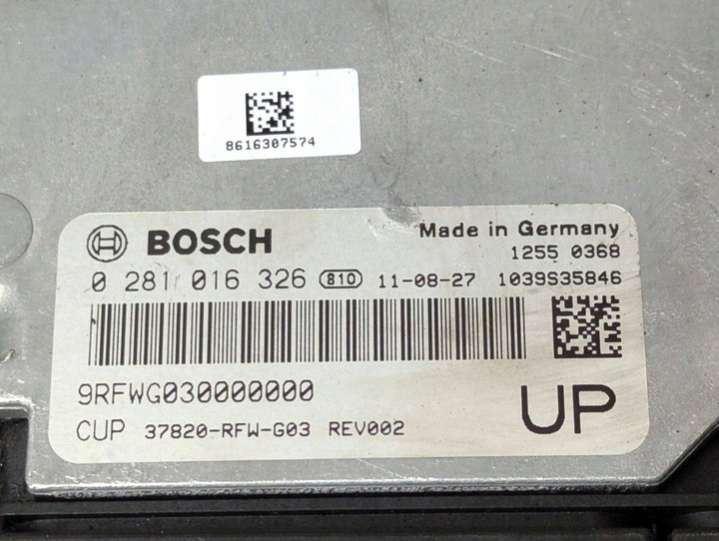 8616307574
BOSCH
Made in Germany
1255 0368
0 281 016 326 810 11-08-27 1039S35846
9RFWG030000000
CUP 37820-RFW-G03 REV002
UP